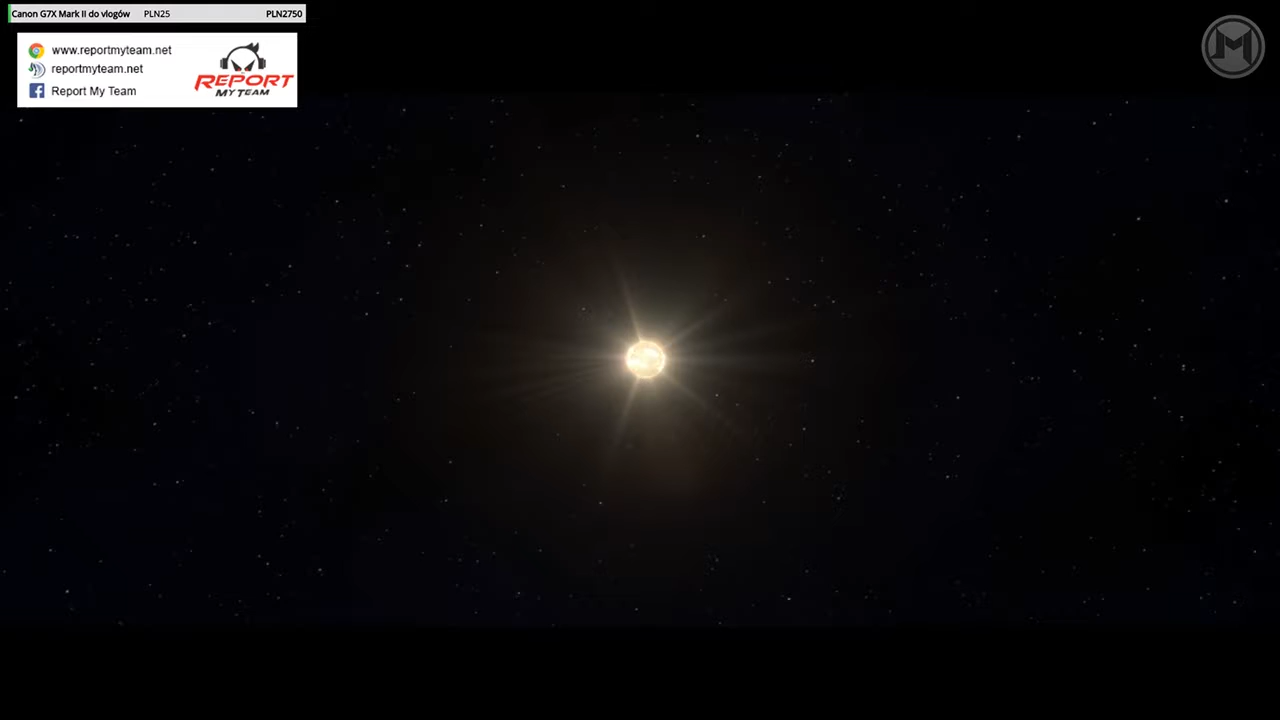 Canon G7X Mark II do vlogów PLN25 PLN2750
www.reportmyteam.net
reportmyteam.net
Report My Team
REPORT
MY TEAM